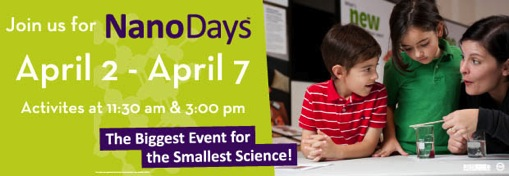 Join us for NanoDays
April 2 - April 7
Activites at 11:30 am & 3:00 pm
The Biggest Event for
the Smallest Science!
new